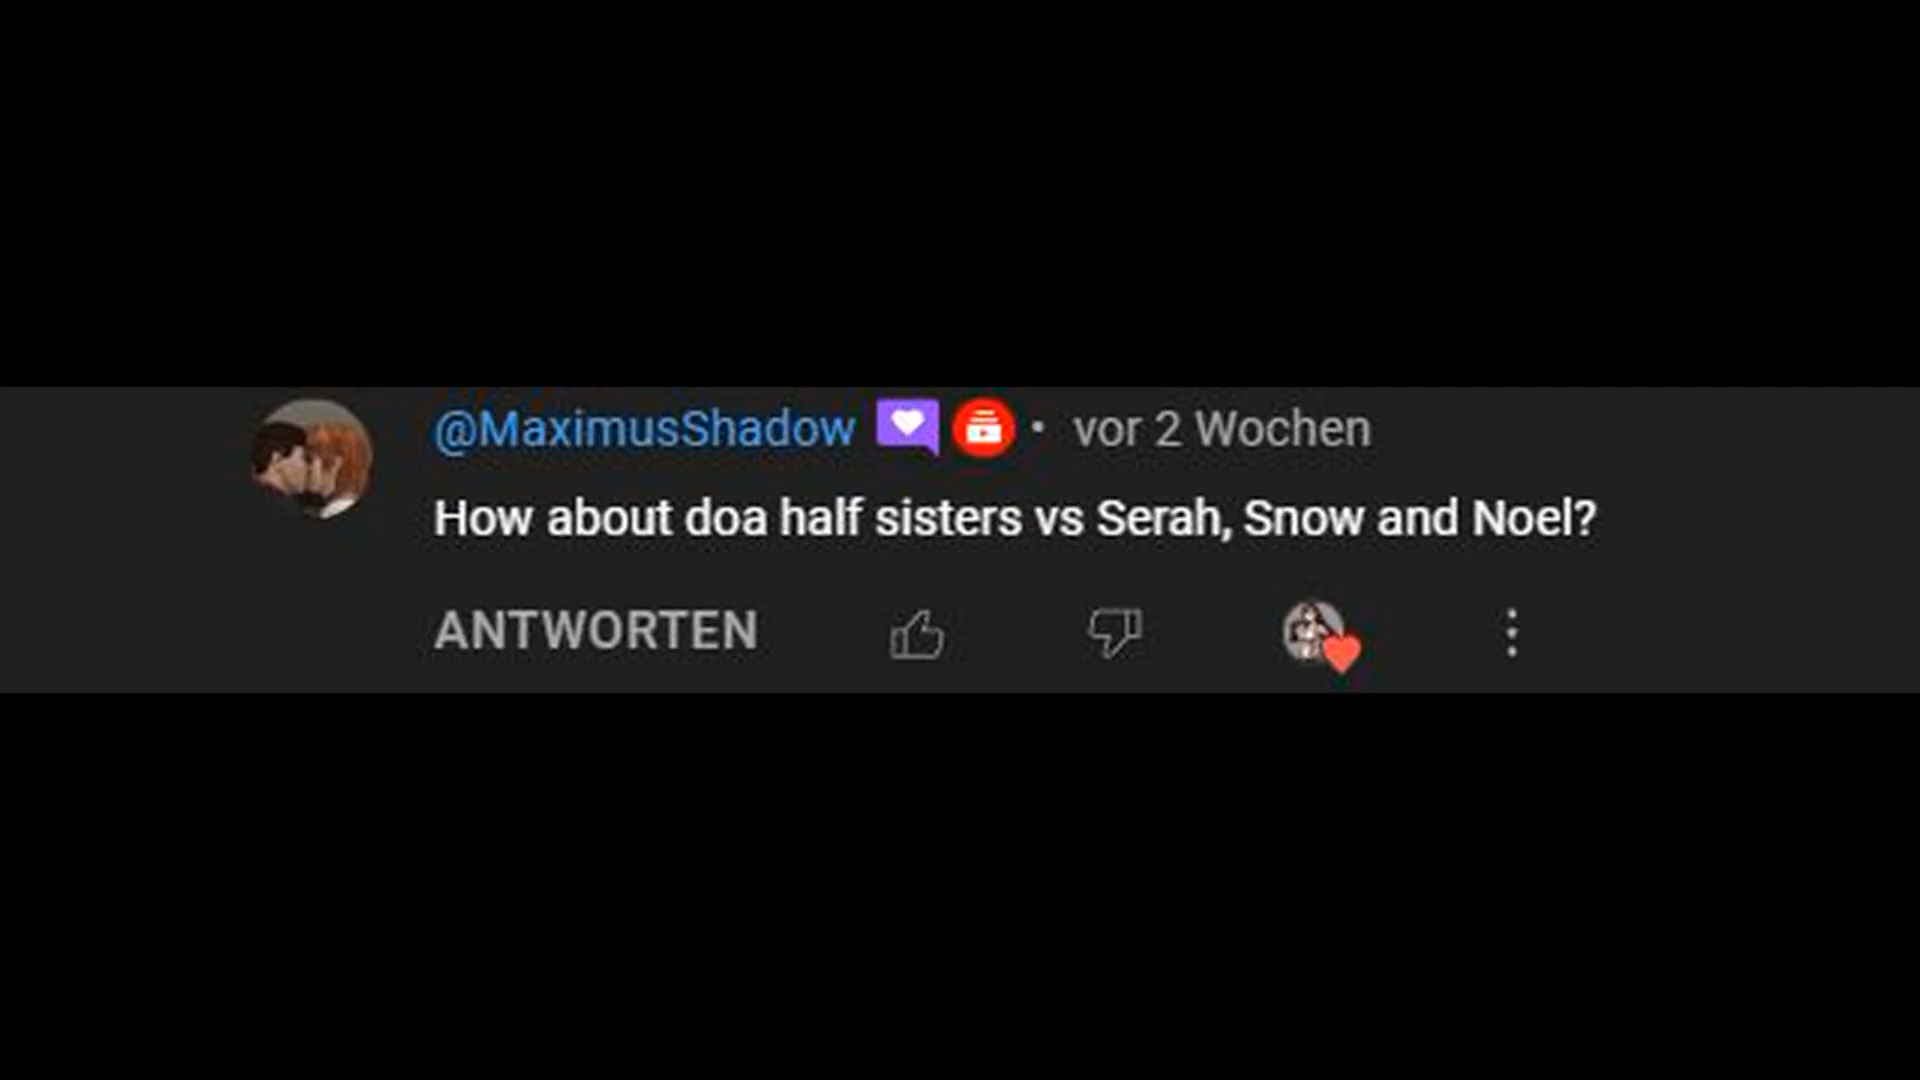 @MaximusShadow • vor 2 Wochen
How about doa half sisters vs Serah, Snow and Noel?
ANTWORTEN